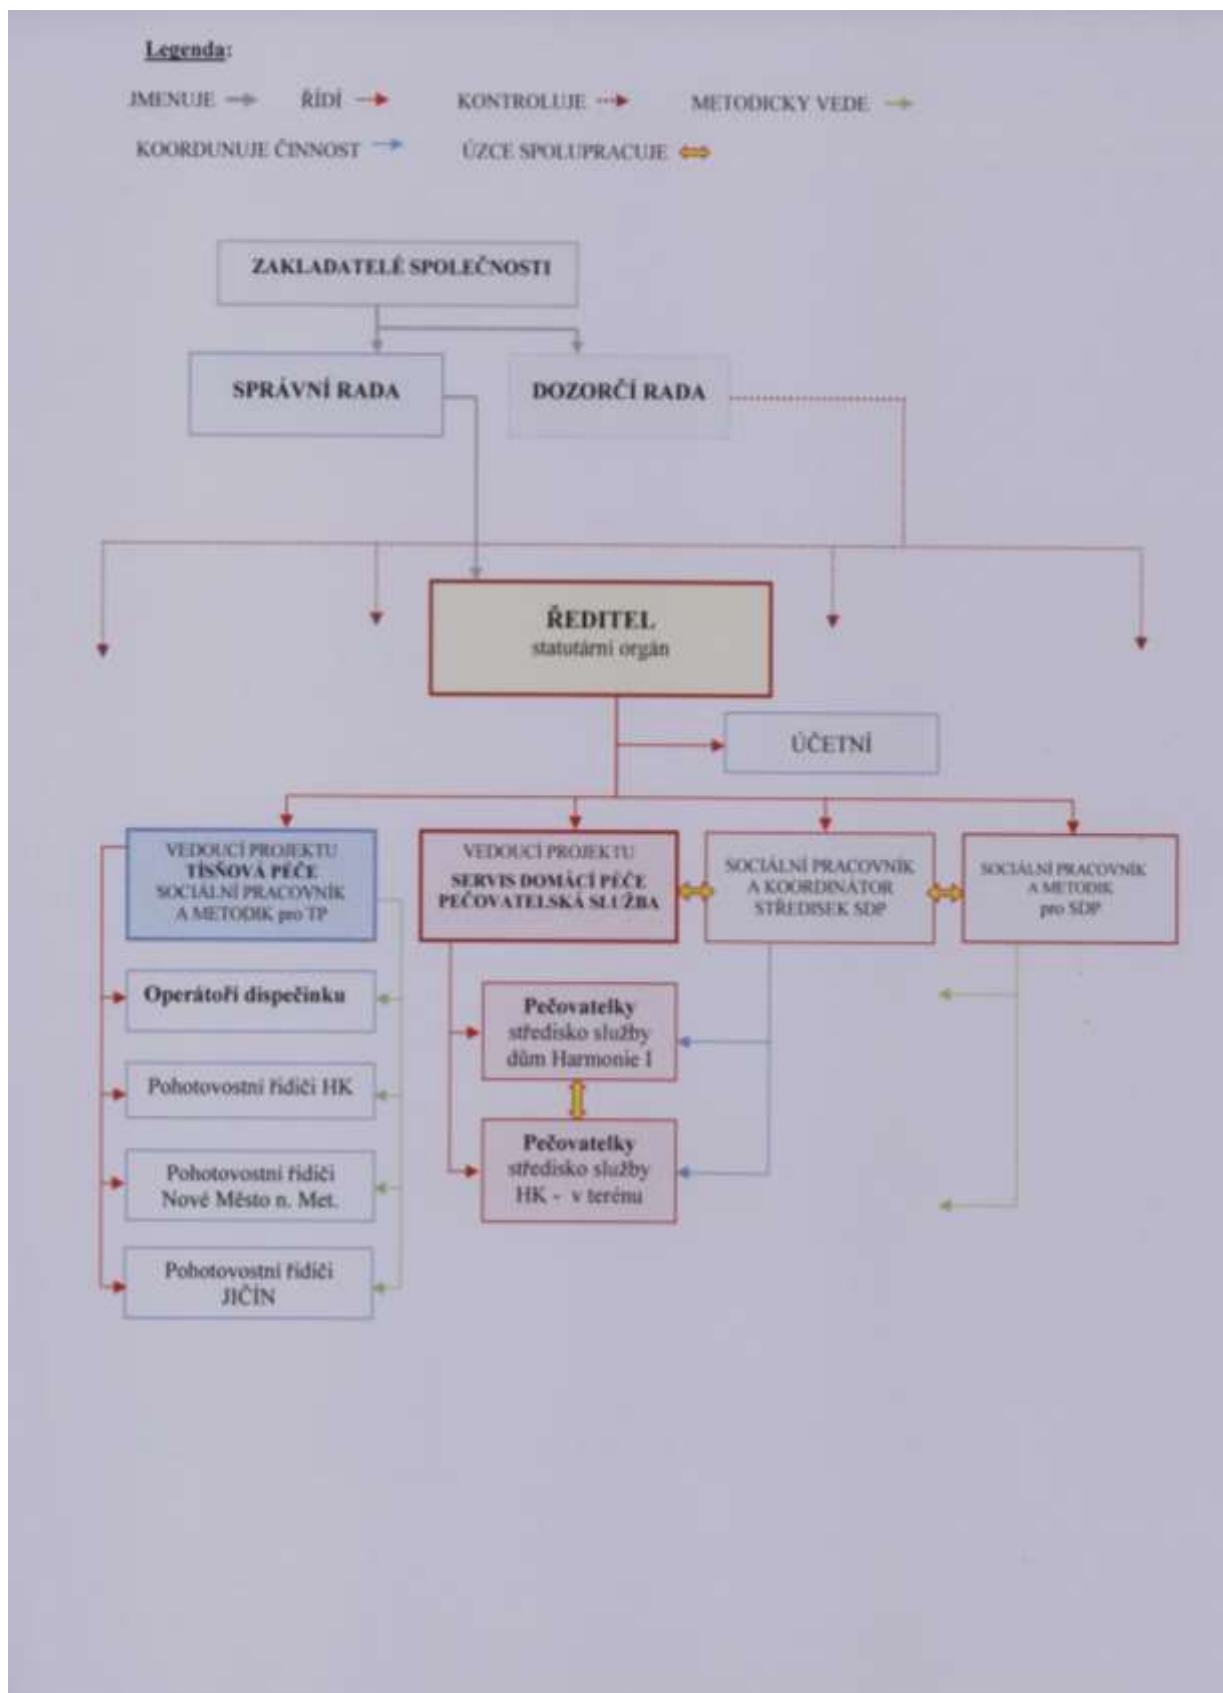 Legenda:
JMENUJE
ŘÍDÍ
KONTROLUJE
METODICKY VEDE
KOORDUNUJE ČINNOST
ÚZCE SPOLUPRACUJE
ZAKLADATELÉ SPOLEČNOSTI
SPRÁVNÍ RADA
DOZORČÍ RADA
ŘEDITEL
statutární orgán
ÚČETNÍ
VEDOUCÍ PROJEKTU
TÍSŇOVÁ PÉČE
SOCIÁLNÍ PRACOVNÍK
A METODIK pro TP
VEDOUCÍ PROJEKTU
SERVIS DOMÁCÍ PÉČE
PEČOVATELSKÁ SLUŽBA
SOCIÁLNÍ PRACOVNÍK
A KOORDINÁTOR
STŘEDISEK SDP
SOCIÁLNÍ PRACOVNÍK
A METODIK
pro SDP
Operátoři dispečinku
Pohotovostní řidiči HK
Pohotovostní řidiči
Nové Město n. Met.
Pohotovostní řidiči
JIČÍN
Pečovatelky
středisko služby
dům Harmonie I
Pečovatelky
středisko služby
HK - v terénu